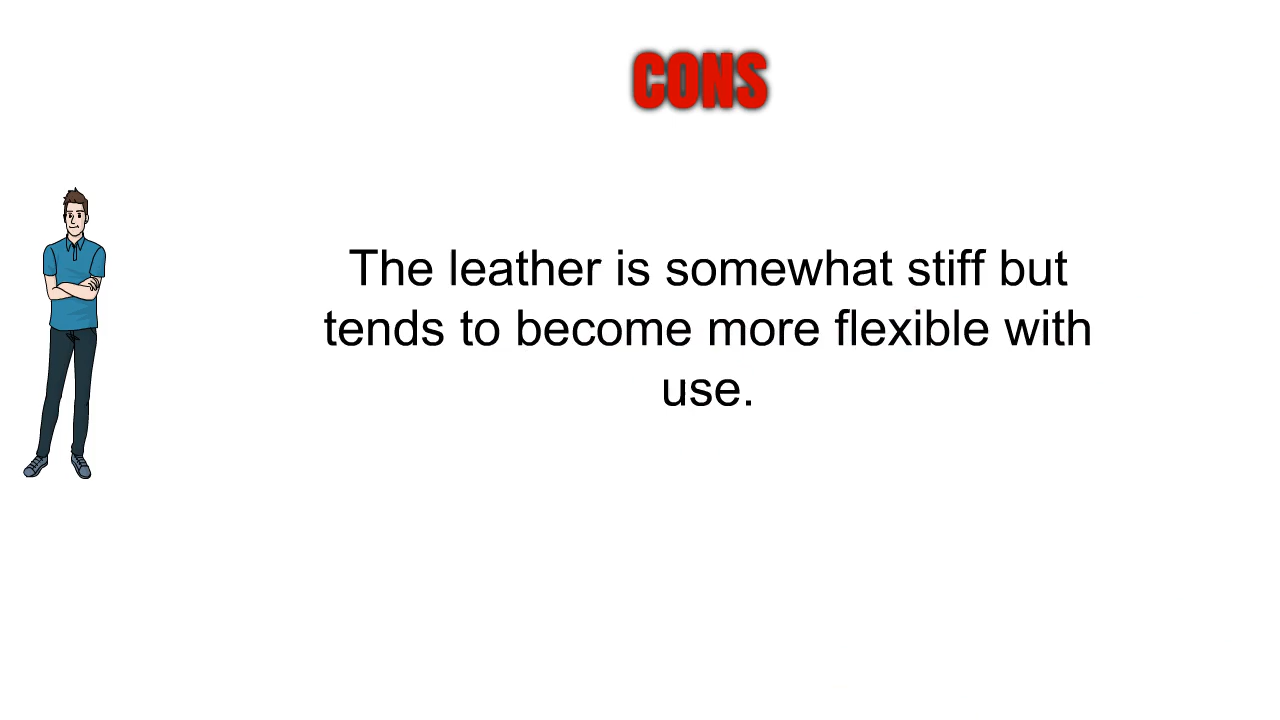 CONS
The leather is somewhat stiff but
tends to become more flexible with
use.